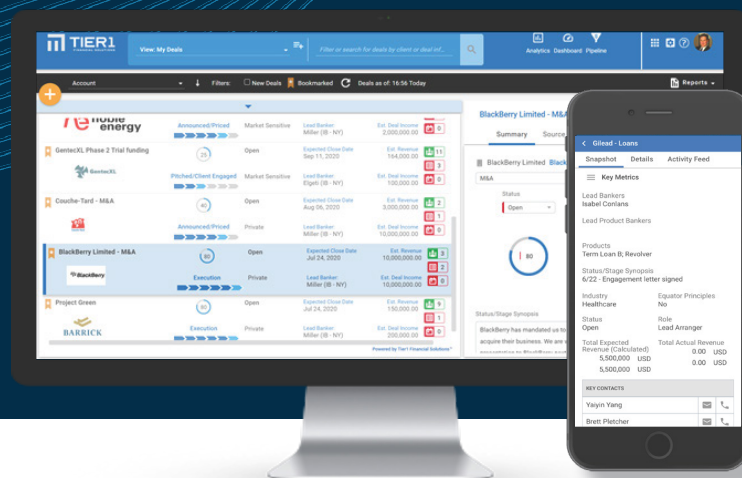 TIER1
FINANCIAL SOLUTIONS
View: My Deals
Filter or search for deals by client or deal inf...
Analytics Dashboard Pipeline
Account
Filters: New Deals Bookmarked Deals as of: 16:56 Today
Reports
noble
energy
Announced/Priced
Market Sensitive
Lead Banker
Miller (IB - NY)
Est. Deal Income
2,000,000.00
0
GentecXL Phase 2 Trial funding
25
Open
Expected Close Date
Sep 11, 2020
Est. Revenue
164,000.00
11
3
GentecXL
Pitched/Client Engaged
Market Sensitive
Lead Banker
Elgett (IB - NY)
Est. Deal Income
100,000.00
0
Couche-Tard - M&A
40
Open
Expected Close Date
Aug 06, 2020
Est. Revenue
3,000,000.00
2
1
Announced/Priced
Private
Lead Banker
Miller (IB - NY)
Est. Deal Income
3,000,000.00
0
BlackBerry Limited - M&A
80
Open
Expected Close Date
Jul 24, 2020
Est. Revenue
10,000,000.00
3
2
BlackBerry
Execution
Private
Lead Banker
Miller (IB - NY)
Est. Deal Income
10,000,000.00
0
Project Green
60
Open
Expected Close Date
Jul 24, 2020
Est. Revenue
150,000.00
9
1
BARRICK
Execution
Private
Lead Banker
Miller (IB - NY)
Est. Deal Income
200,000.00
0
Powered by Tier1 Financial Solutions
BlackBerry Limited - M&A
Summary Source
BlackBerry Limited
M&A
Status
Open
80
Status/Stage Synopsis
BlackBerry has mandated us to
acquire their business. We are
Gilead - Loans
Snapshot Details Activity Feed
Key Metrics
Lead Bankers
Isabel Conlans
Lead Product Bankers
Products
Term Loan B; Revolver
Status/Stage Synopsis
6/22 - Engagement letter
signed
Industry Equator Principles
Healthcare No
Status Role
Open Lead Arranger
Total Expected Total Actual Revenue
Revenue (Calculated) 0.00 USD
5,500,000 USD 0.00 USD
5,500,000 USD
KEY CONTACTS
Yaiyin Yang
Brett Pletcher